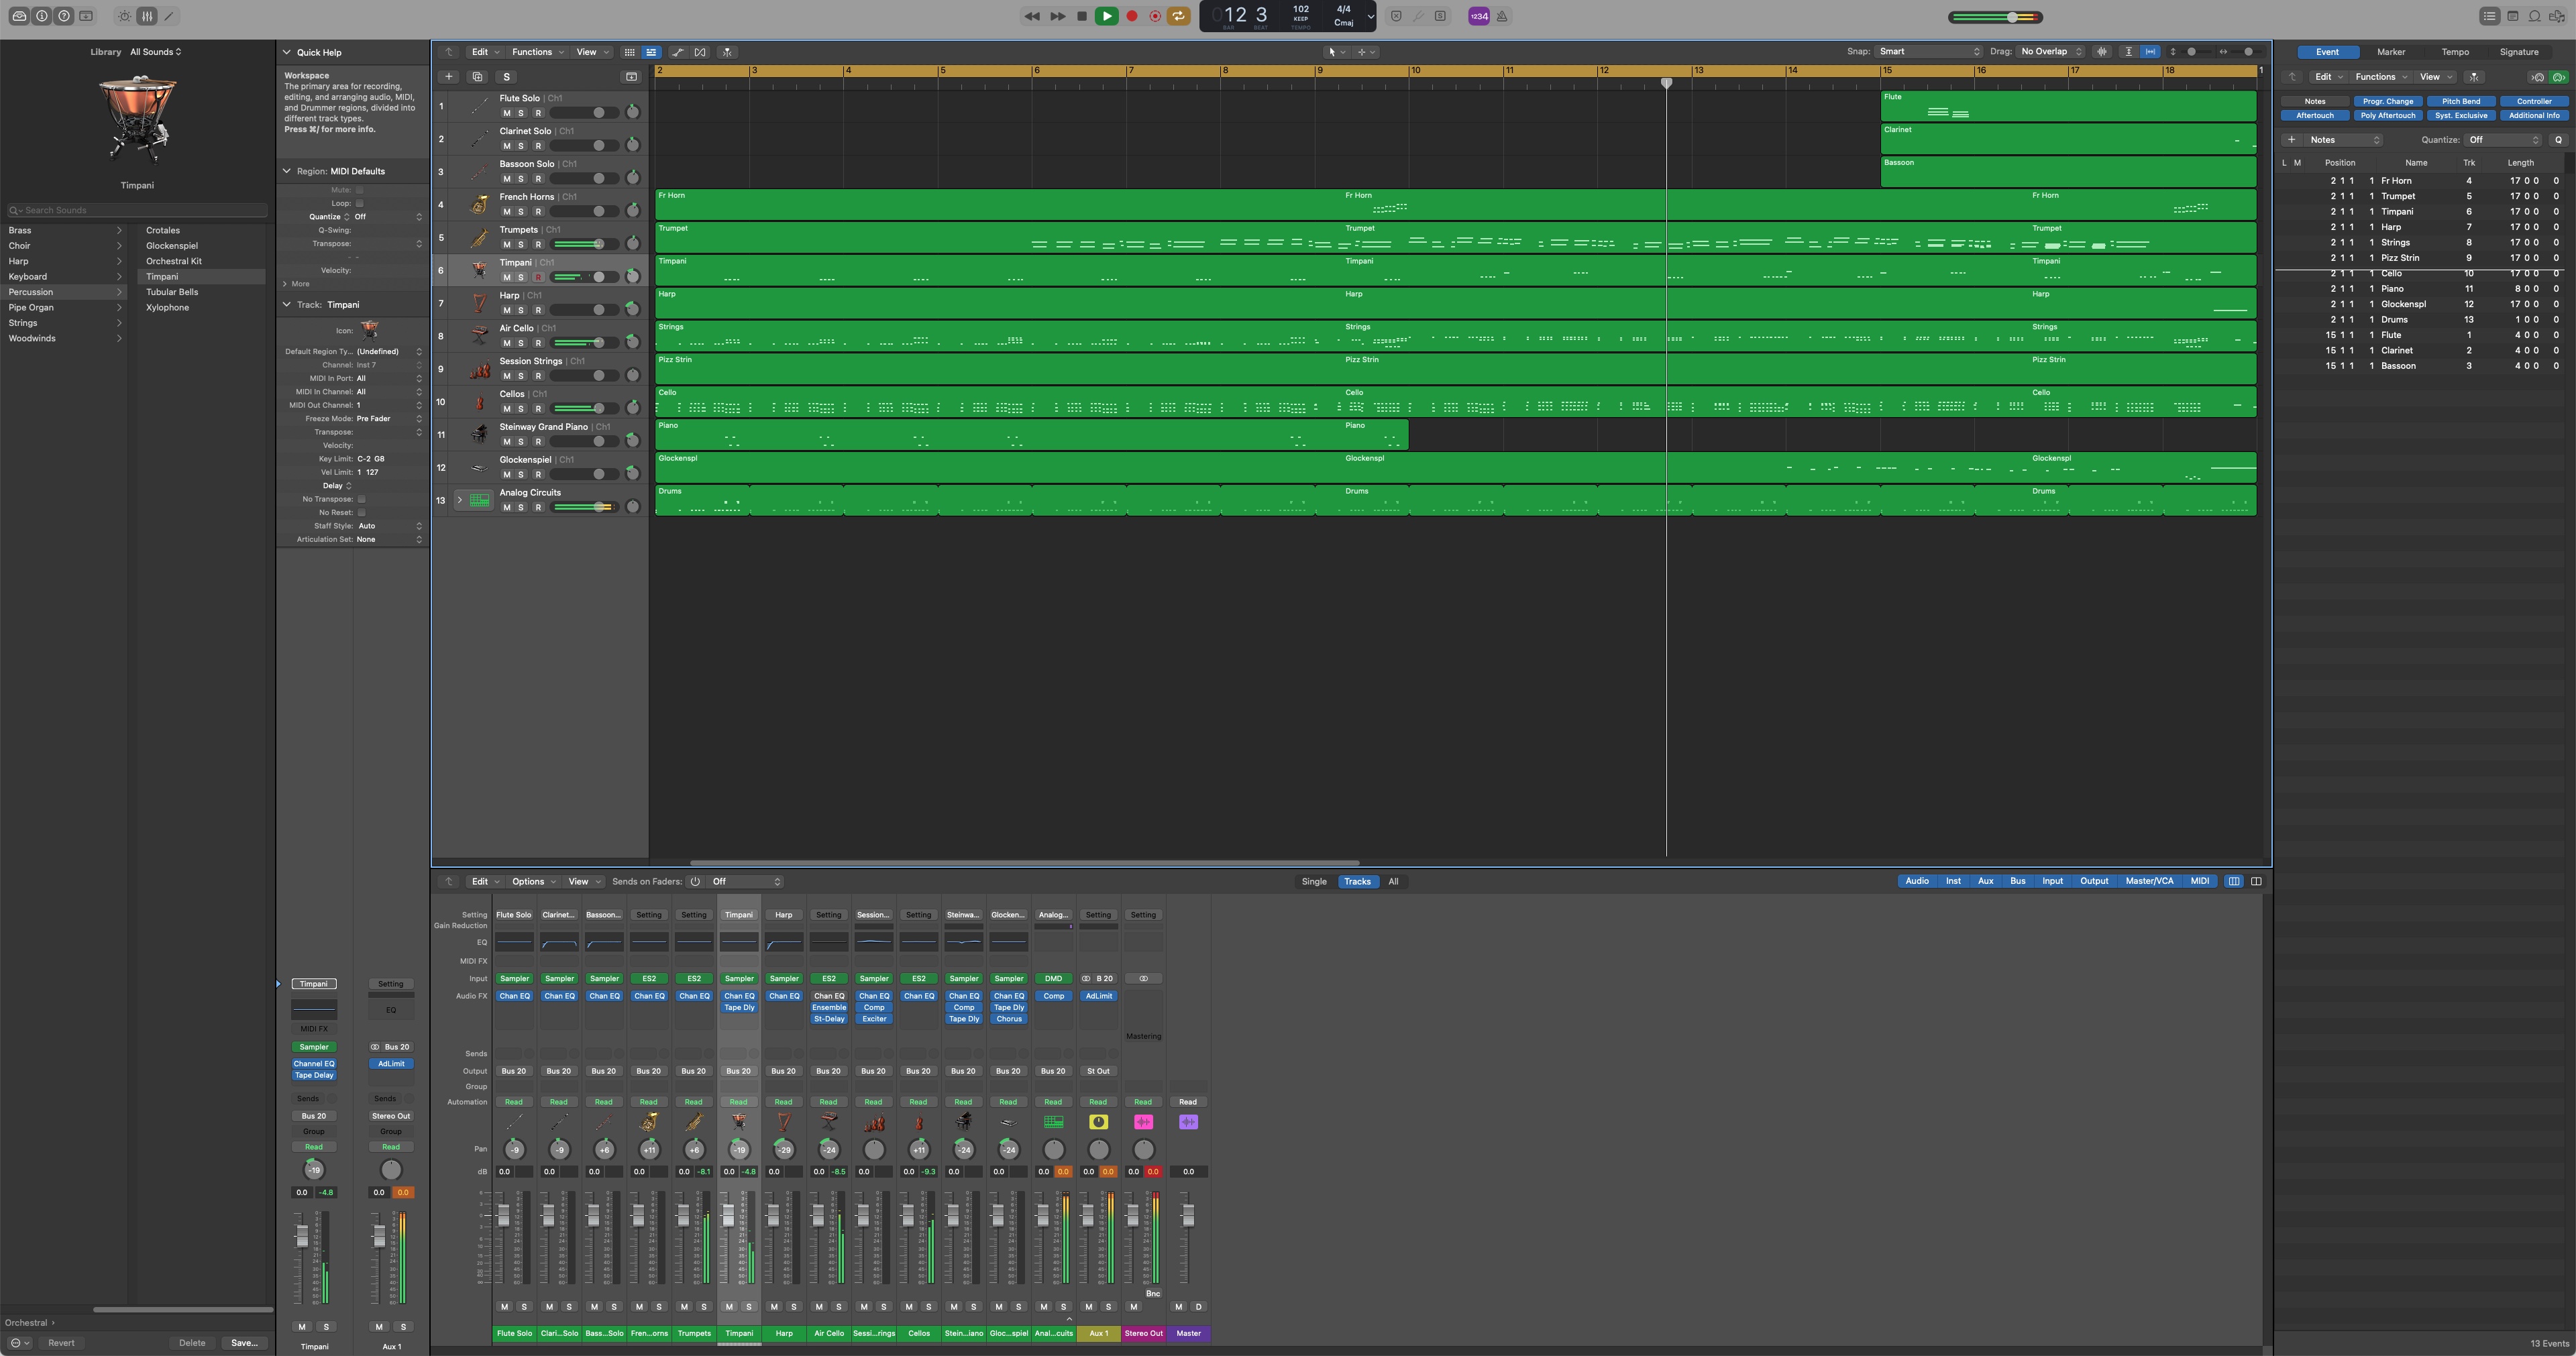 12 3 102 4/4
KEEP Cmaj
BAR BEAT TEMPO
1234
Library All Sounds
Timpani
Search Sounds
Brass
Choir
Harp
Keyboard
Percussion
Pipe Organ
Strings
Woodwinds
Crotales
Glockenspiel
Orchestral Kit
Timpani
Tubular Bells
Xylophone
Orchestral
Revert Delete Save...
Quick Help
Workspace
The primary area for recording,
editing, and arranging audio, MIDI,
and Drummer regions, divided into
different track types.
Press ⌘/ for more info.
Region: MIDI Defaults
Mute:
Loop:
Quantize Off
Q-Swing:
Transpose:
Velocity:
More
Track: Timpani
Icon:
Default Region Ty... (Undefined)
Channel: Inst 7
MIDI In Port: All
MIDI In Channel: All
MIDI Out Channel: 1
Freeze Mode: Pre Fader
Transpose:
Velocity:
Key Limit: C-2 G8
Vel Limit: 1 127
Delay
No Transpose:
No Reset:
Staff Style: Auto
Articulation Set: None
Timpani Setting
EQ
MIDI FX
Sampler Bus 20
Channel EQ AdLimit
Tape Delay
Sends Sends
Bus 20 Stereo Out
Group Group
Read Read
-19
0.0 -4.8 0.0 0.0
M S M S
Timpani Aux 1
Edit Functions View
Snap: Smart Drag: No Overlap
S
2 3 4 5 6 7 8 9 10 11 12 13 14 15 16 17 18 1
1 Flute Solo | Ch1
M S R
Flute
2 Clarinet Solo | Ch1
M S R
Clarinet
3 Bassoon Solo | Ch1
M S R
Bassoon
4 French Horns | Ch1
M S R
Fr Horn Fr Horn Fr Horn
5 Trumpets | Ch1
M S R
Trumpet Trumpet Trumpet
6 Timpani | Ch1
M S R
Timpani Timpani Timpani
7 Harp | Ch1
M S R
Harp Harp Harp
8 Air Cello | Ch1
M S R
Strings Strings Strings
9 Session Strings | Ch1
M S R
Pizz Strin Pizz Strin Pizz Strin
10 Cellos | Ch1
M S R
Cello Cello Cello
11 Steinway Grand Piano | Ch1
M S R
Piano Piano
12 Glockenspiel | Ch1
M S R
Glockenspl Glockenspl Glockenspl
13 Analog Circuits
M S R
Drums Drums Drums
Edit Options View Sends on Faders: Off
Single Tracks All
Audio Inst Aux Bus Input Output Master/VCA MIDI
Setting Flute Solo Clarinet... Bassoon... Setting Setting Timpani Harp Setting Session... Setting Steinwa... Glocken... Analog... Setting Setting
Gain Reduction
EQ
MIDI FX
Input Sampler Sampler Sampler ES2 ES2 Sampler Sampler ES2 Sampler ES2 Sampler Sampler DMD B 20
Audio FX Chan EQ Chan EQ Chan EQ Chan EQ Chan EQ Chan EQ Chan EQ Chan EQ Chan EQ Chan EQ Chan EQ Chan EQ Comp AdLimit
Tape Dly Ensemble Comp Comp Tape Dly
St-Delay Exciter Tape Dly Chorus
Mastering
Sends
Output Bus 20 Bus 20 Bus 20 Bus 20 Bus 20 Bus 20 Bus 20 Bus 20 Bus 20 Bus 20 Bus 20 Bus 20 Bus 20 St Out
Group
Automation Read Read Read Read Read Read Read Read Read Read Read Read Read Read Read Read
Pan -9 -9 +6 +11 +6 -19 -29 -24 +11 -24 -24
dB 0.0 0.0 0.0 0.0 0.0 -8.1 0.0 -4.8 0.0 0.0 -8.5 0.0 0.0 -9.3 0.0 0.0 0.0 0.0 0.0 0.0 0.0 0.0 0.0
Bnc
M S M S M S M S M S M S M S M S M S M S M S M S M S M S M M D
Flute Solo Clari...Solo Bass...Solo Fren...orns Trumpets Timpani Harp Air Cello Sessi...rings Cellos Stein...iano Gloc...spiel Anal...cuits Aux 1 Stereo Out Master
Event Marker Tempo Signature
Edit Functions View
Notes Progr. Change Pitch Bend Controller
Aftertouch Poly Aftertouch Syst. Exclusive Additional Info
Notes Quantize: Off Q
L M Position Name Trk Length
2 1 1 1 Fr Horn 4 17 0 0 0
2 1 1 1 Trumpet 5 17 0 0 0
2 1 1 1 Timpani 6 17 0 0 0
2 1 1 1 Harp 7 17 0 0 0
2 1 1 1 Strings 8 17 0 0 0
2 1 1 1 Pizz Strin 9 17 0 0 0
2 1 1 1 Cello 10 17 0 0 0
2 1 1 1 Piano 11 8 0 0 0
2 1 1 1 Glockenspl 12 17 0 0 0
2 1 1 1 Drums 13 1 0 0 0
15 1 1 1 Flute 1 4 0 0 0
15 1 1 1 Clarinet 2 4 0 0 0
15 1 1 1 Bassoon 3 4 0 0 0
13 Events